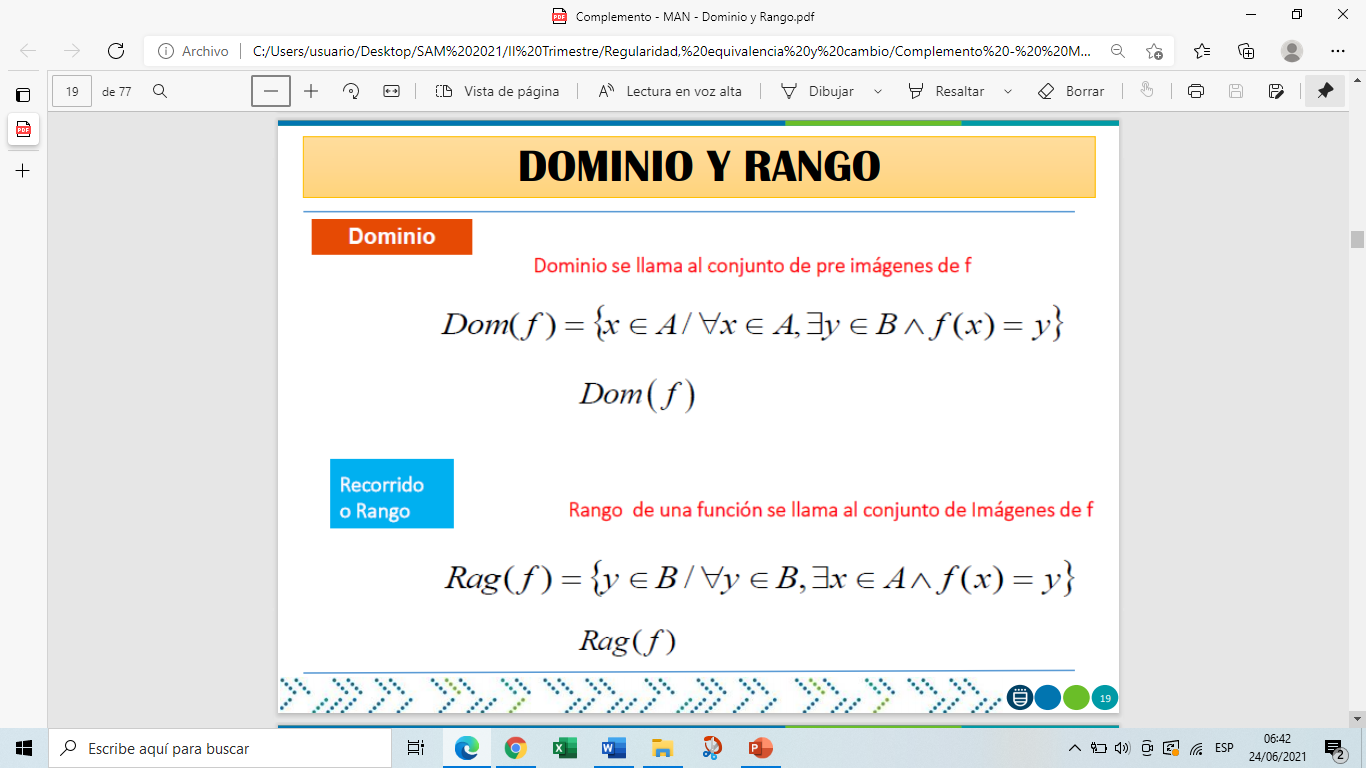 Complemento - MAN - Dominio y Rango.pdf
Archivo
C:/Users/usuario/Desktop/SAM%202021/II%20Trimestre/Regularidad,%20equivalencia%20y%20cambio/Complemento%20-%20%20M...
19 de 77
Vista de página
Lectura en voz alta
Dibujar
Resaltar
Borrar
DOMINIO Y RANGO
Dominio
Dominio se llama al conjunto de pre imágenes de f
Dom(f) = {x ∈ A / ∀x ∈ A, ∃y ∈ B ∧ f(x) = y}
Dom(f)
Recorrido
o Rango
Rango de una función se llama al conjunto de Imágenes de f
Rag(f) = {y ∈ B / ∀y ∈ B, ∃x ∈ A ∧ f(x) = y}
Rag(f)
19
Escribe aquí para buscar
ESP
06:42
24/06/2021
2